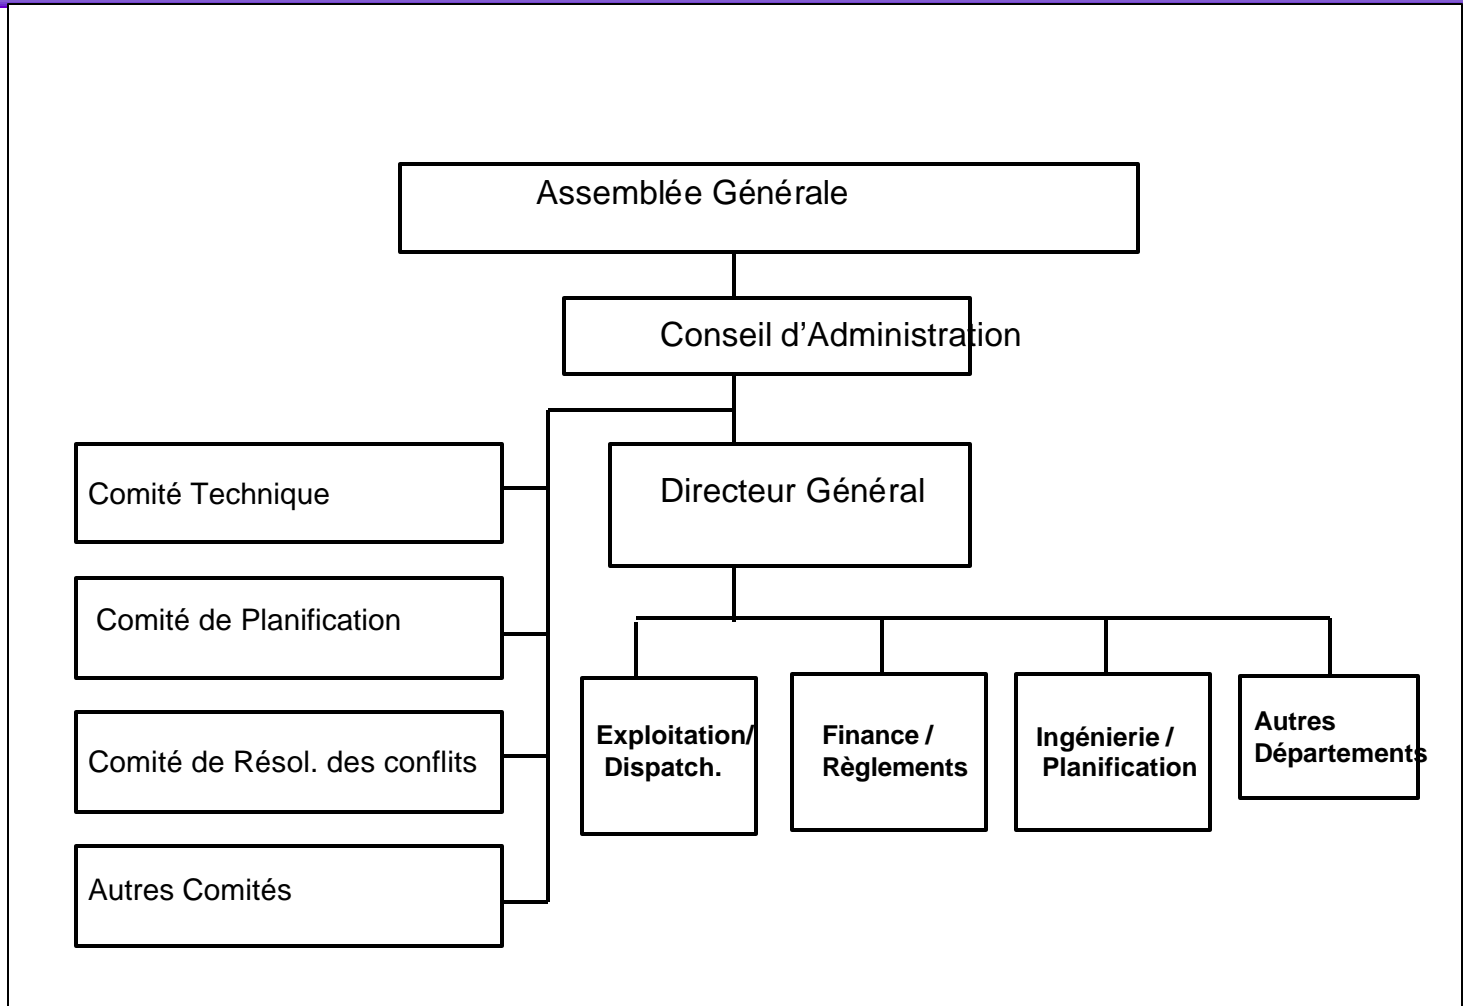 Assemblée Générale
Conseil d’Administration
Directeur Général
Comité Technique
Comité de Planification
Comité de Résol. des conflits
Autres Comités
Exploitation/
Dispatch.
Finance /
Règlements
Ingénierie /
Planification
Autres
Départements